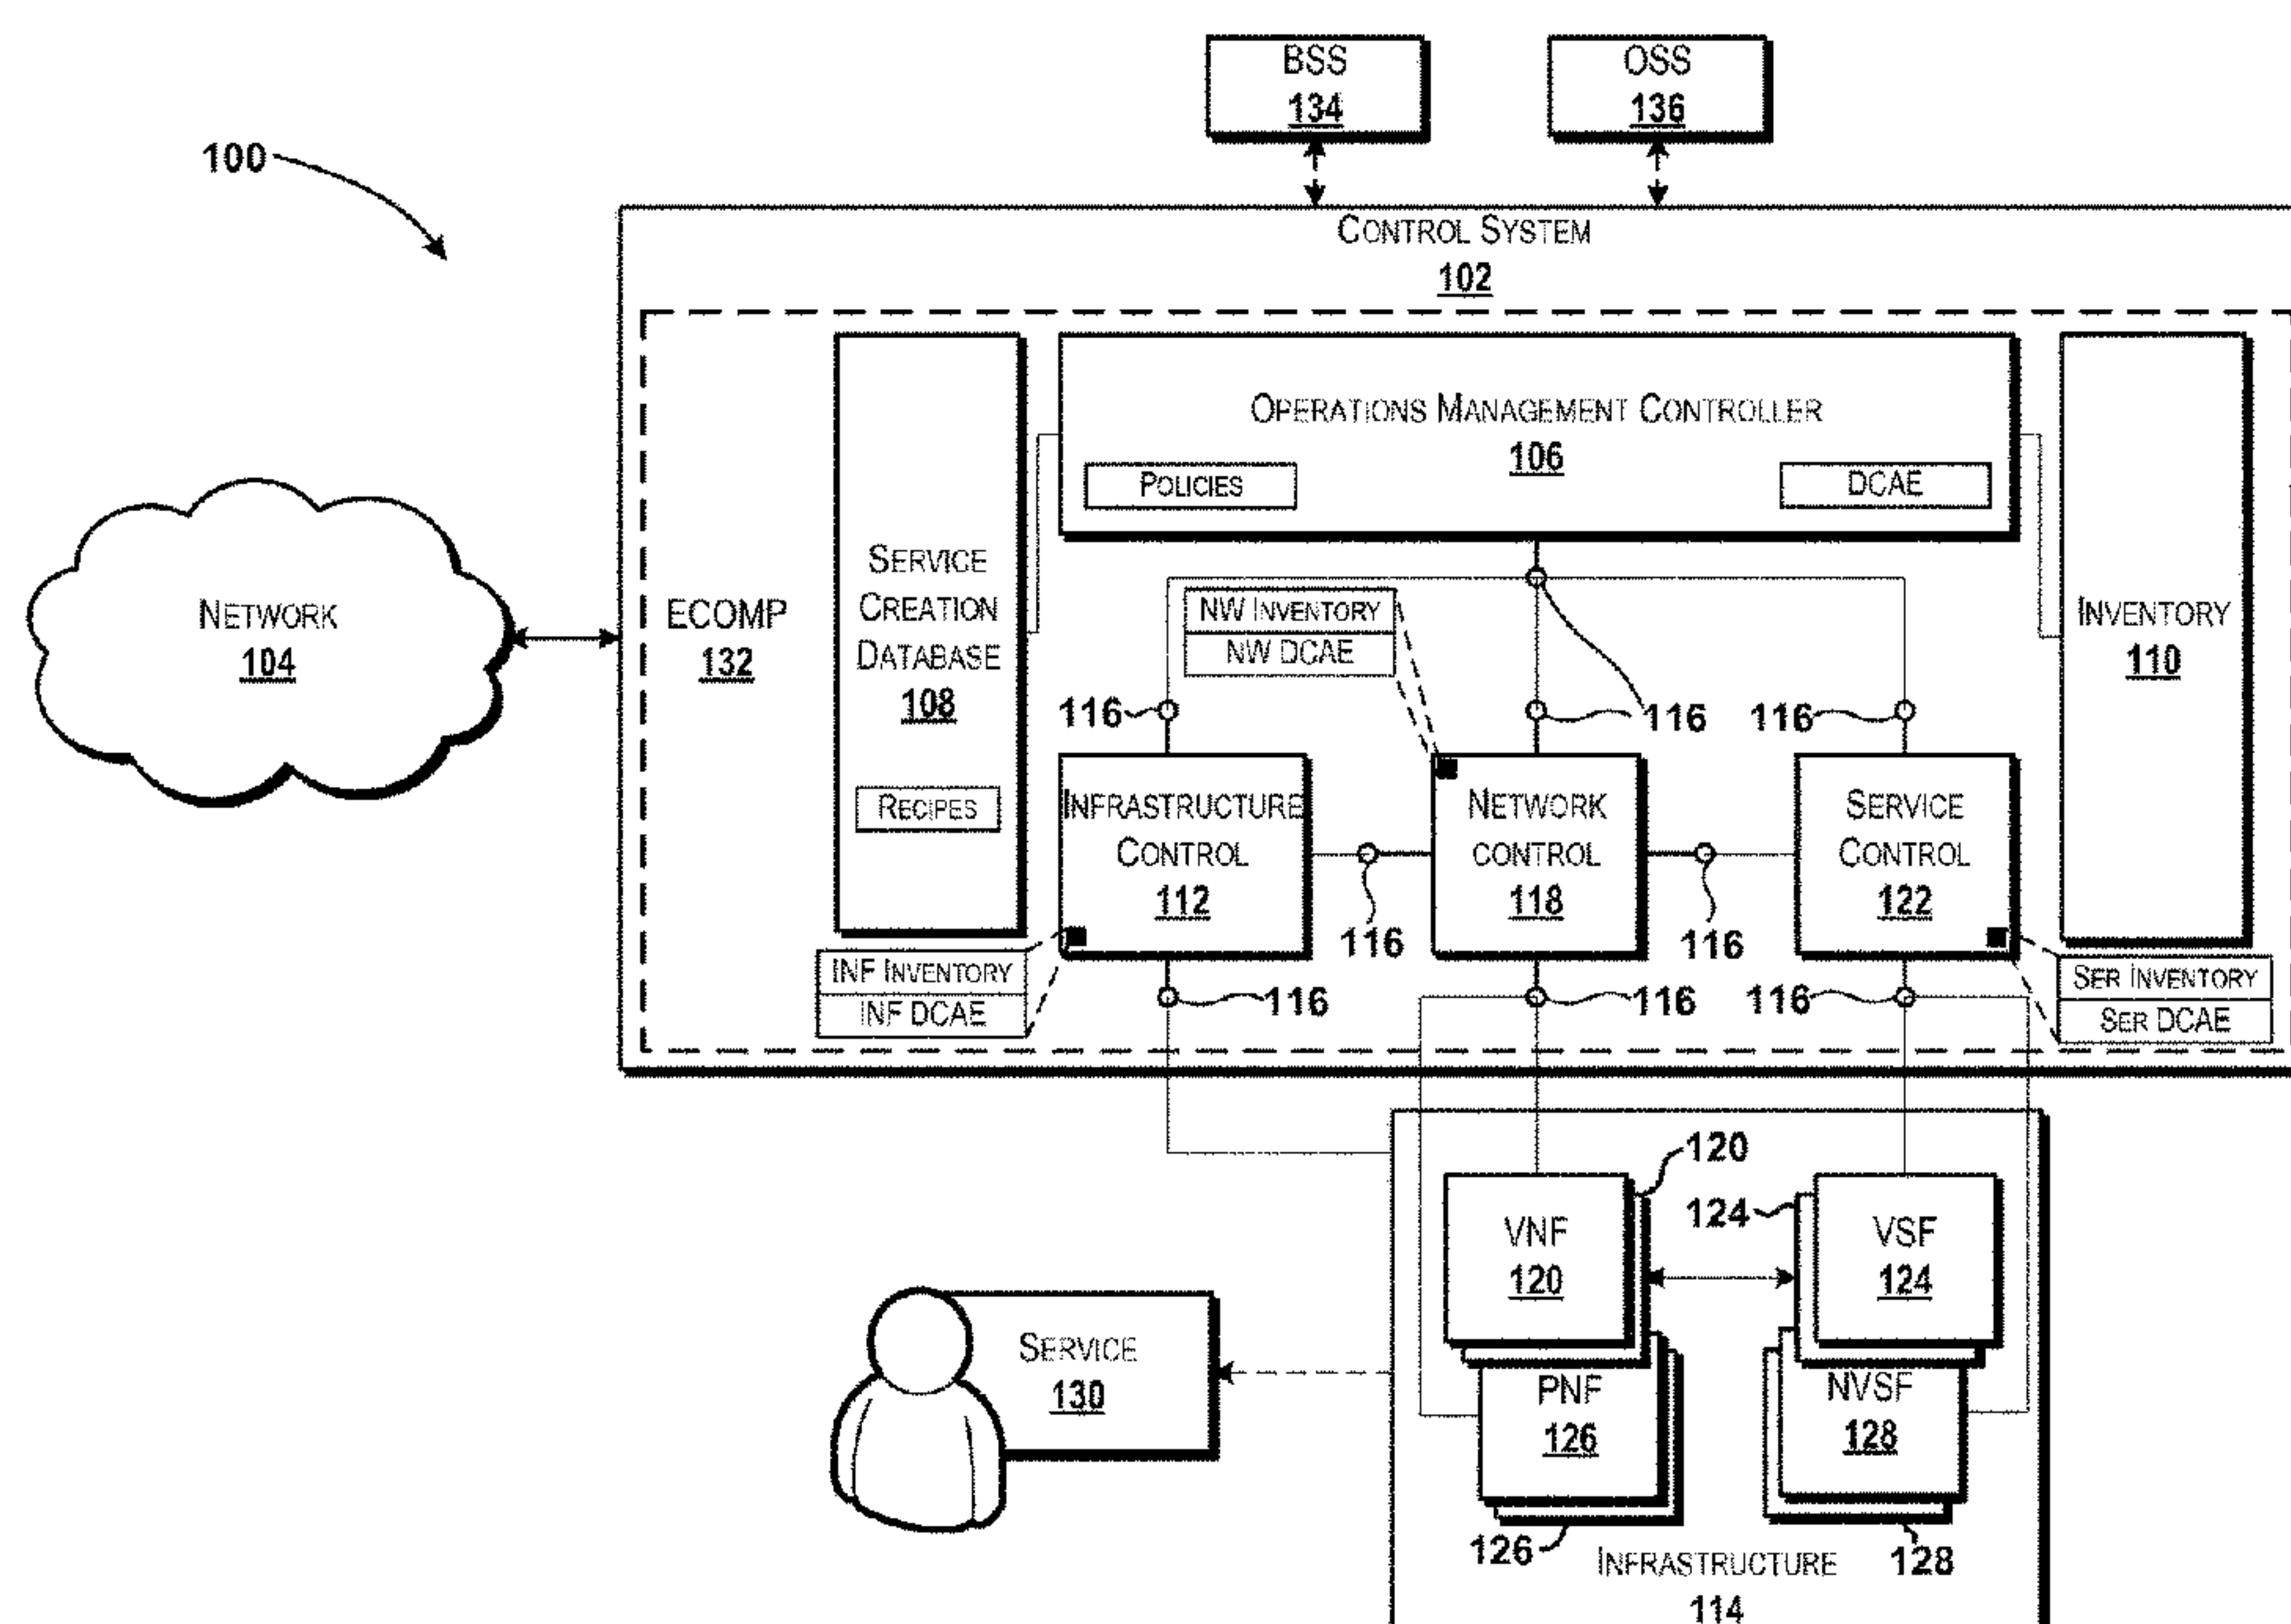 BSS
134
OSS
136
100
CONTROL SYSTEM
102
OPERATIONS MANAGEMENT CONTROLLER
106
POLICIES
DCAE
SERVICE
CREATION
DATABASE
108
RECIPES
NETWORK
104
ECOMP
132
NW INVENTORY
NW DCAE
INVENTORY
110
116
116
116
INFRASTRUCTURE
CONTROL
112
NETWORK
CONTROL
118
SERVICE
CONTROL
122
116
116
INF INVENTORY
INF DCAE
116
116
116
SER INVENTORY
SER DCAE
120
124
VNF
120
VSF
124
SERVICE
130
PNF
126
NVSF
128
126
128
INFRASTRUCTURE
114